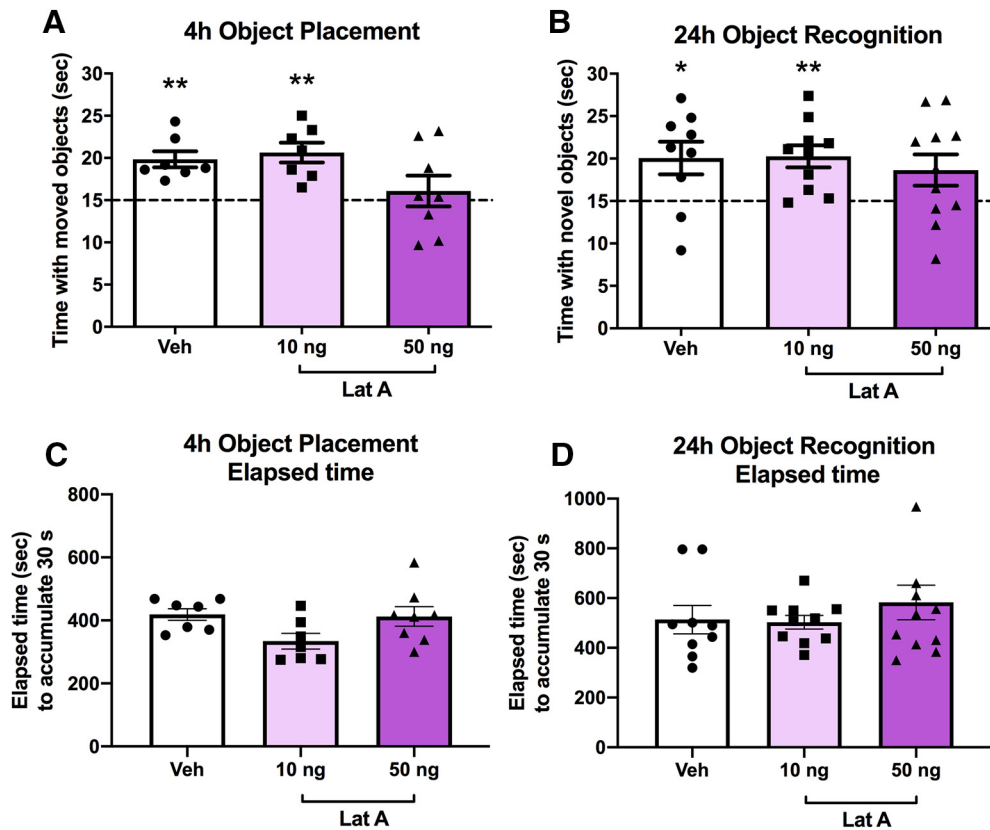 A
4h Object Placement
Time with moved objects (sec)
30
25
20
15
10
5
0
**
**
Veh
10 ng
50 ng
Lat A
B
24h Object Recognition
Time with novel objects (sec)
30
25
20
15
10
5
0
*
**
Veh
10 ng
50 ng
Lat A
C
4h Object Placement
Elapsed time
Elapsed time (sec)
to accumulate 30 s
800
600
400
200
0
Veh
10 ng
50 ng
Lat A
D
24h Object Recognition
Elapsed time
Elapsed time (sec)
to accumulate 30 s
1000
800
600
400
200
0
Veh
10 ng
50 ng
Lat A